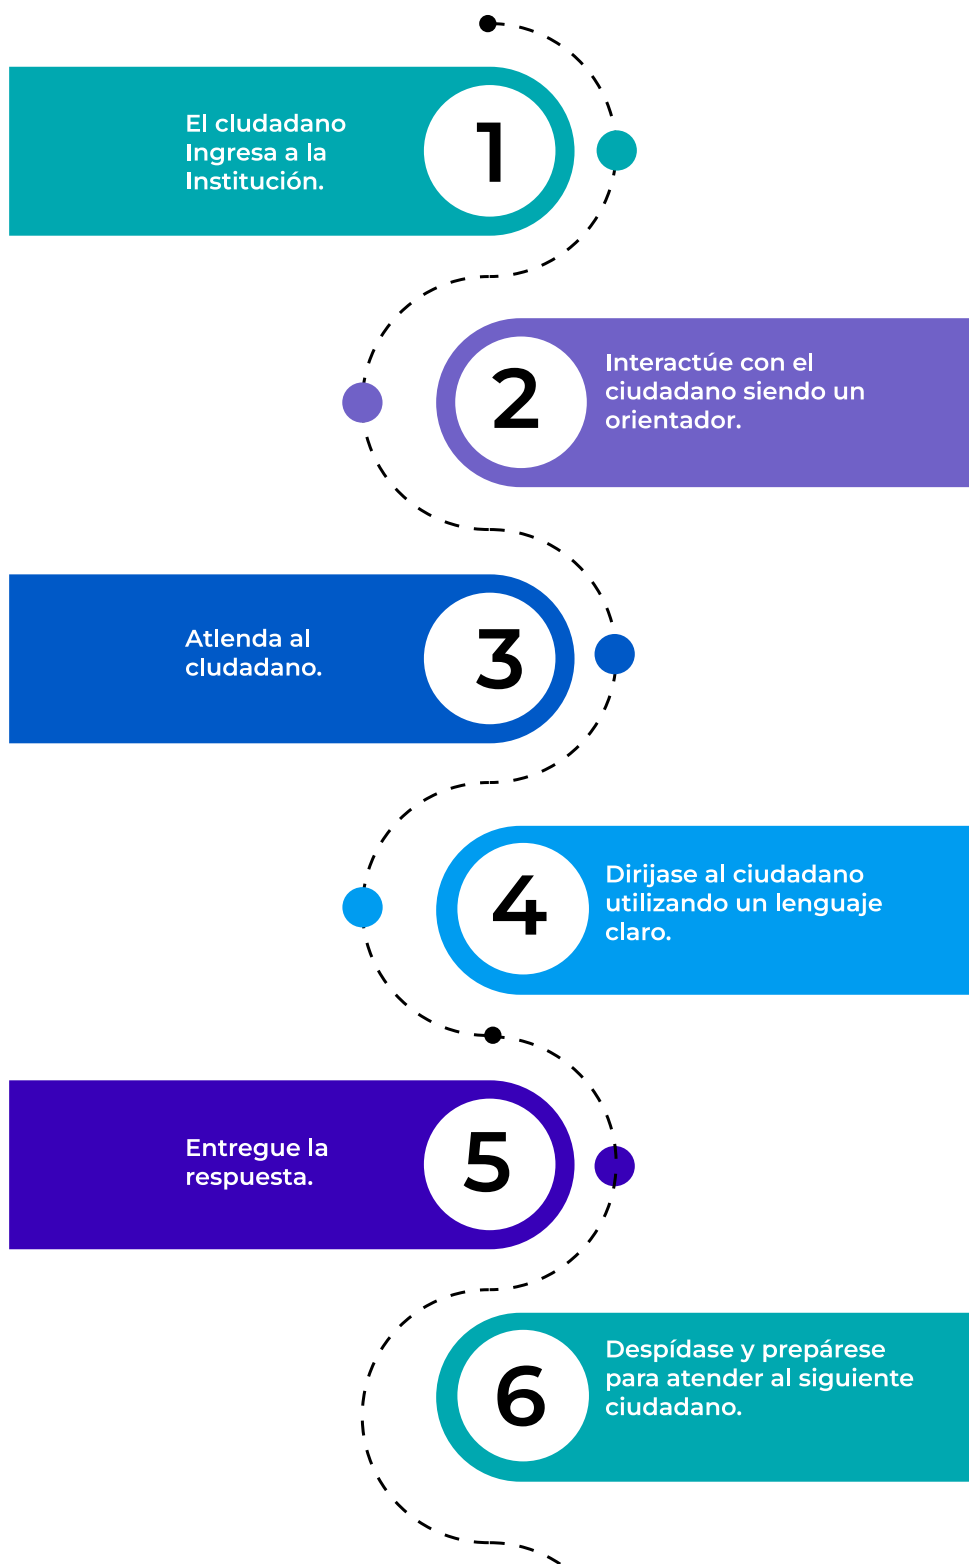 1
El cludadano
Ingresa a la
Institución.
2
Interactúe con el
ciudadano siendo un
orientador.
3
Atlenda al
cludadano.
4
Dirijase al ciudadano
utilizando un lenguaje
claro.
5
Entregue la
respuesta.
6
Despídase y prepárese
para atender al siguiente
ciudadano.